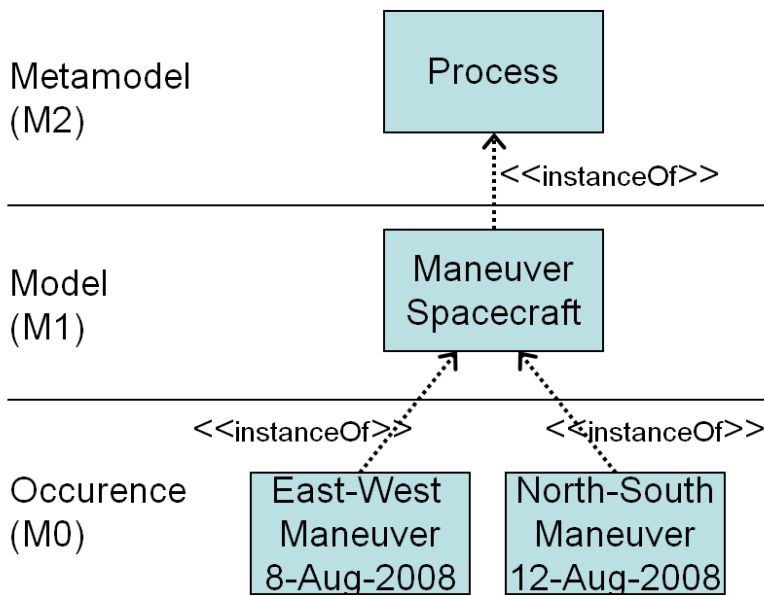 Metamodel
(M2)
Process
<<instanceOf>>
Model
(M1)
Maneuver
Spacecraft
<<instanceOf>>
<<instanceOf>>
Occurence
(M0)
East-West
Maneuver
8-Aug-2008
North-South
Maneuver
12-Aug-2008